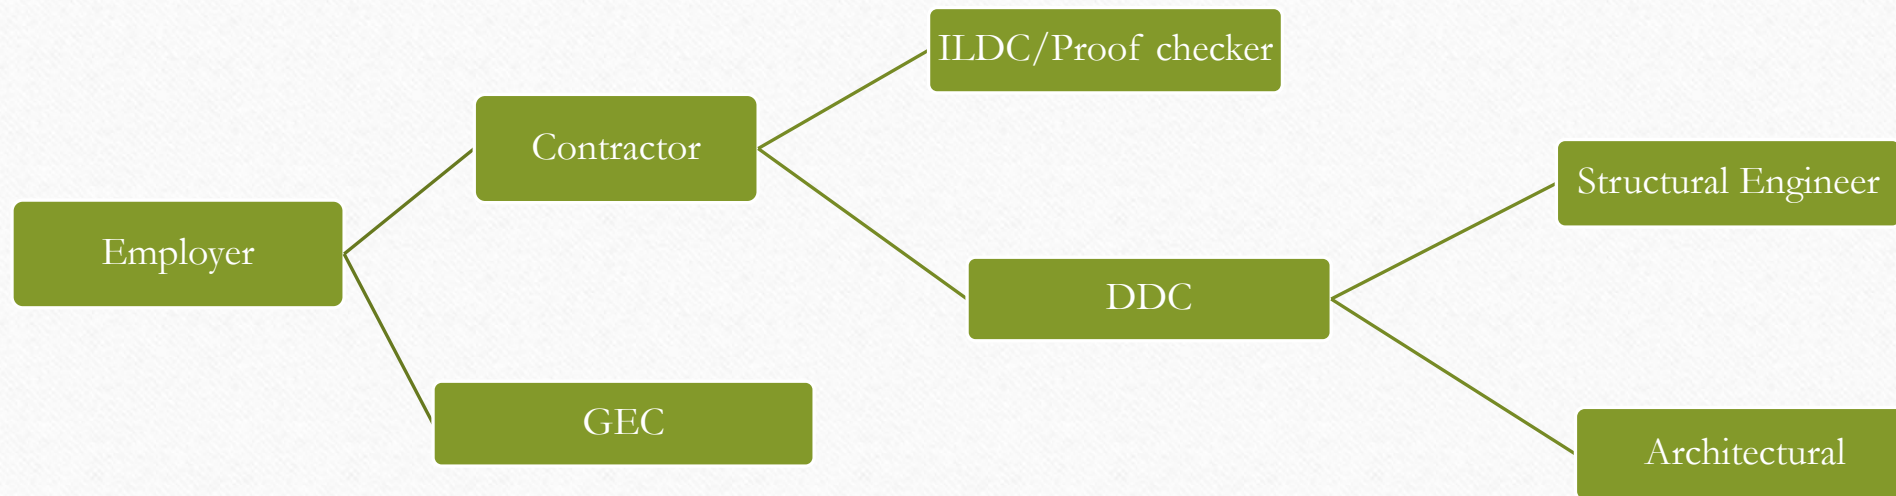 ILDC/Proof checker
Contractor
Structural Engineer
Employer
DDC
GEC
Architectural